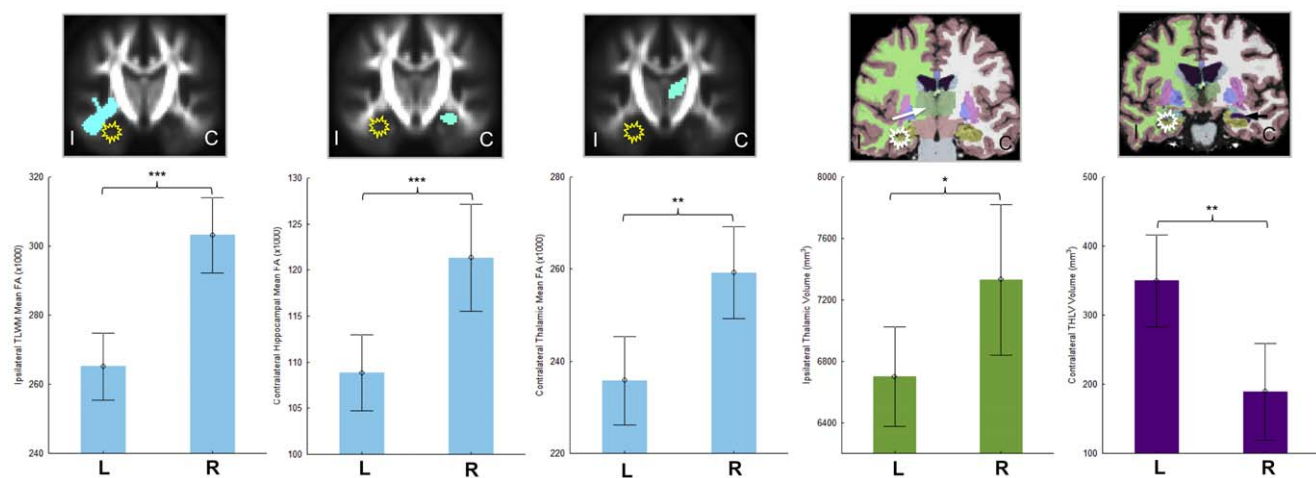 I C
I C
I C
I C
I C
Ipsilateral TLWM Mean FA (x1000)
320
300
280
260
240
***
L R
Contralateral Hippocampal Mean FA (x1000)
130
125
120
115
110
105
100
***
L R
Contralateral Thalamic Mean FA (x1000)
280
260
240
220
**
L R
Ipsilateral Thalamic Volume (mm³)
8000
7600
7200
6800
6400
*
L R
Contralateral THLV Volume (mm³)
500
400
300
200
100
**
L R